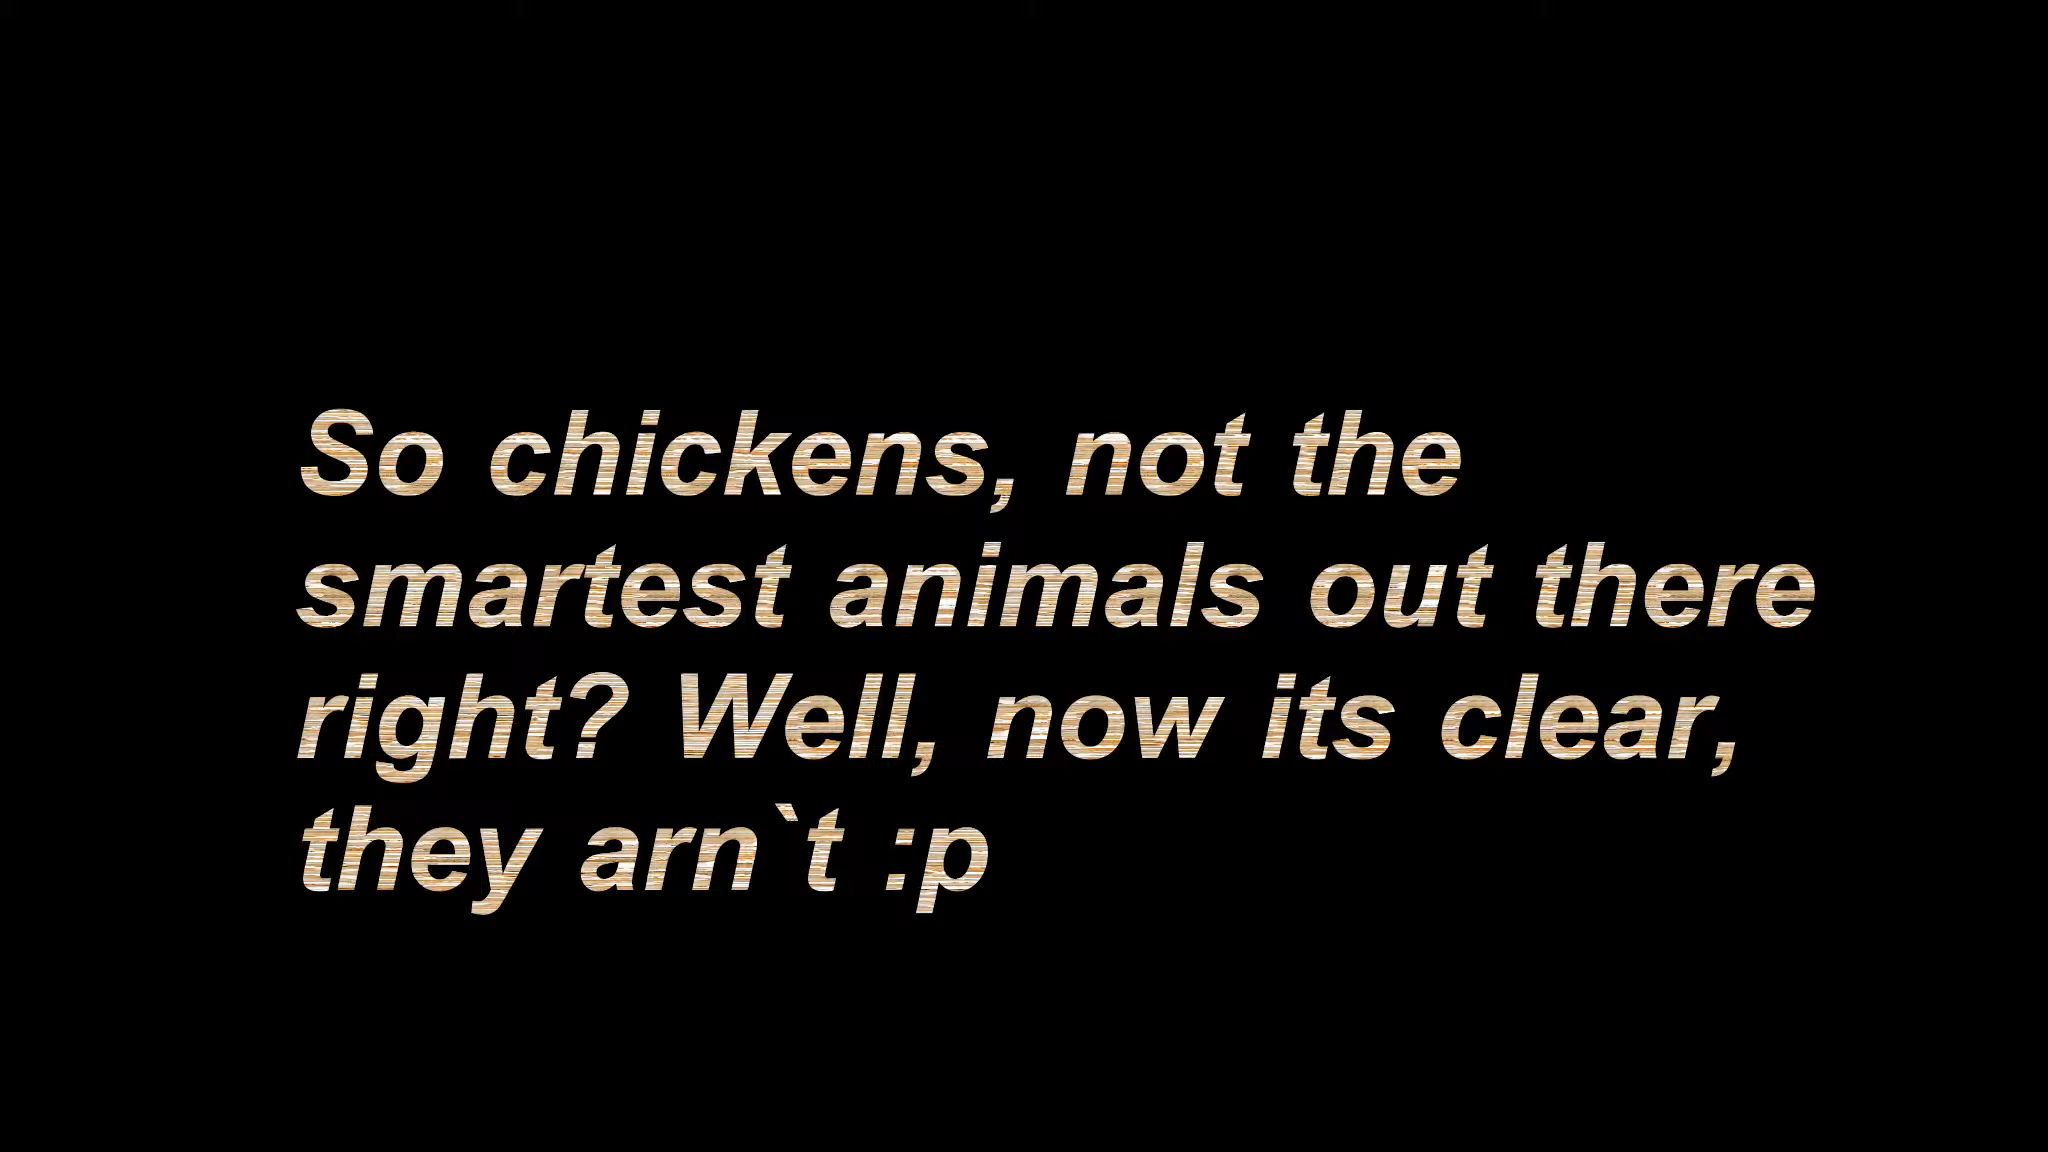 So chickens, not the
smartest animals out there
right? Well, now its clear,
they arn`t :p